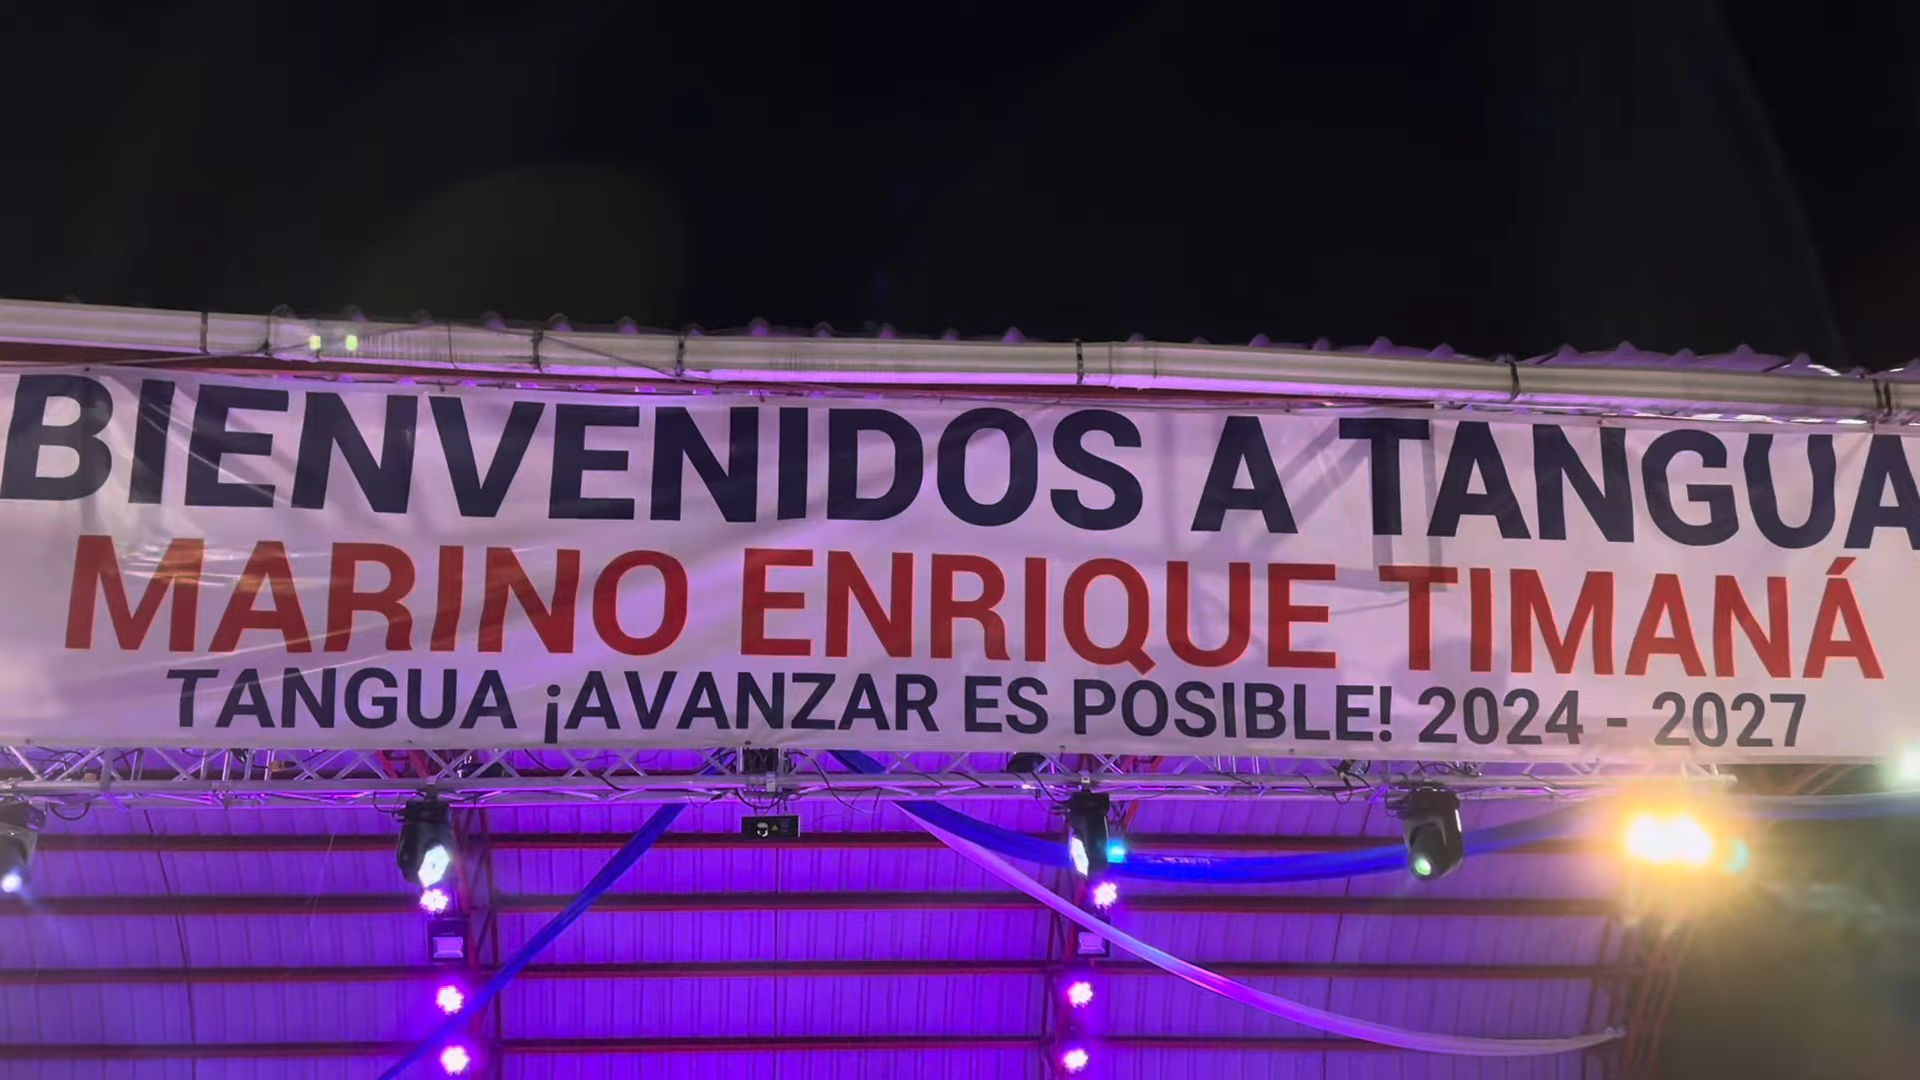 BIENVENIDOS A TANGUA
MARINO ENRIQUE TIMANÁ
TANGUA ¡AVANZAR ES POSIBLE! 2024 - 2027